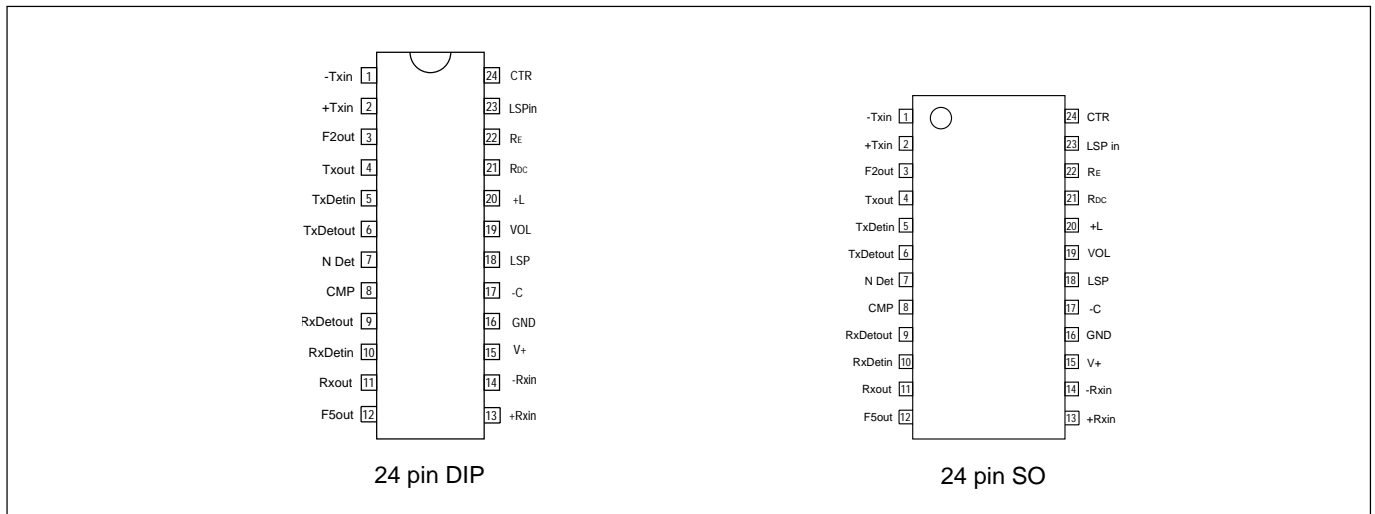 -Txin 1 24 CTR
+Txin 2 23 LSPin
F2out 3 22 RE
Txout 4 21 RDC
TxDetin 5 20 +L
TxDetout 6 19 VOL
N Det 7 18 LSP
CMP 8 17 -C
RxDetout 9 16 GND
RxDetin 10 15 V+
Rxout 11 14 -Rxin
F5out 12 13 +Rxin
24 pin DIP
-Txin 1 24 CTR
+Txin 2 23 LSP in
F2out 3 22 RE
Txout 4 21 RDC
TxDetin 5 20 +L
TxDetout 6 19 VOL
N Det 7 18 LSP
CMP 8 17 -C
RxDetout 9 16 GND
RxDetin 10 15 V+
Rxout 11 14 -Rxin
F5out 12 13 +Rxin
24 pin SO